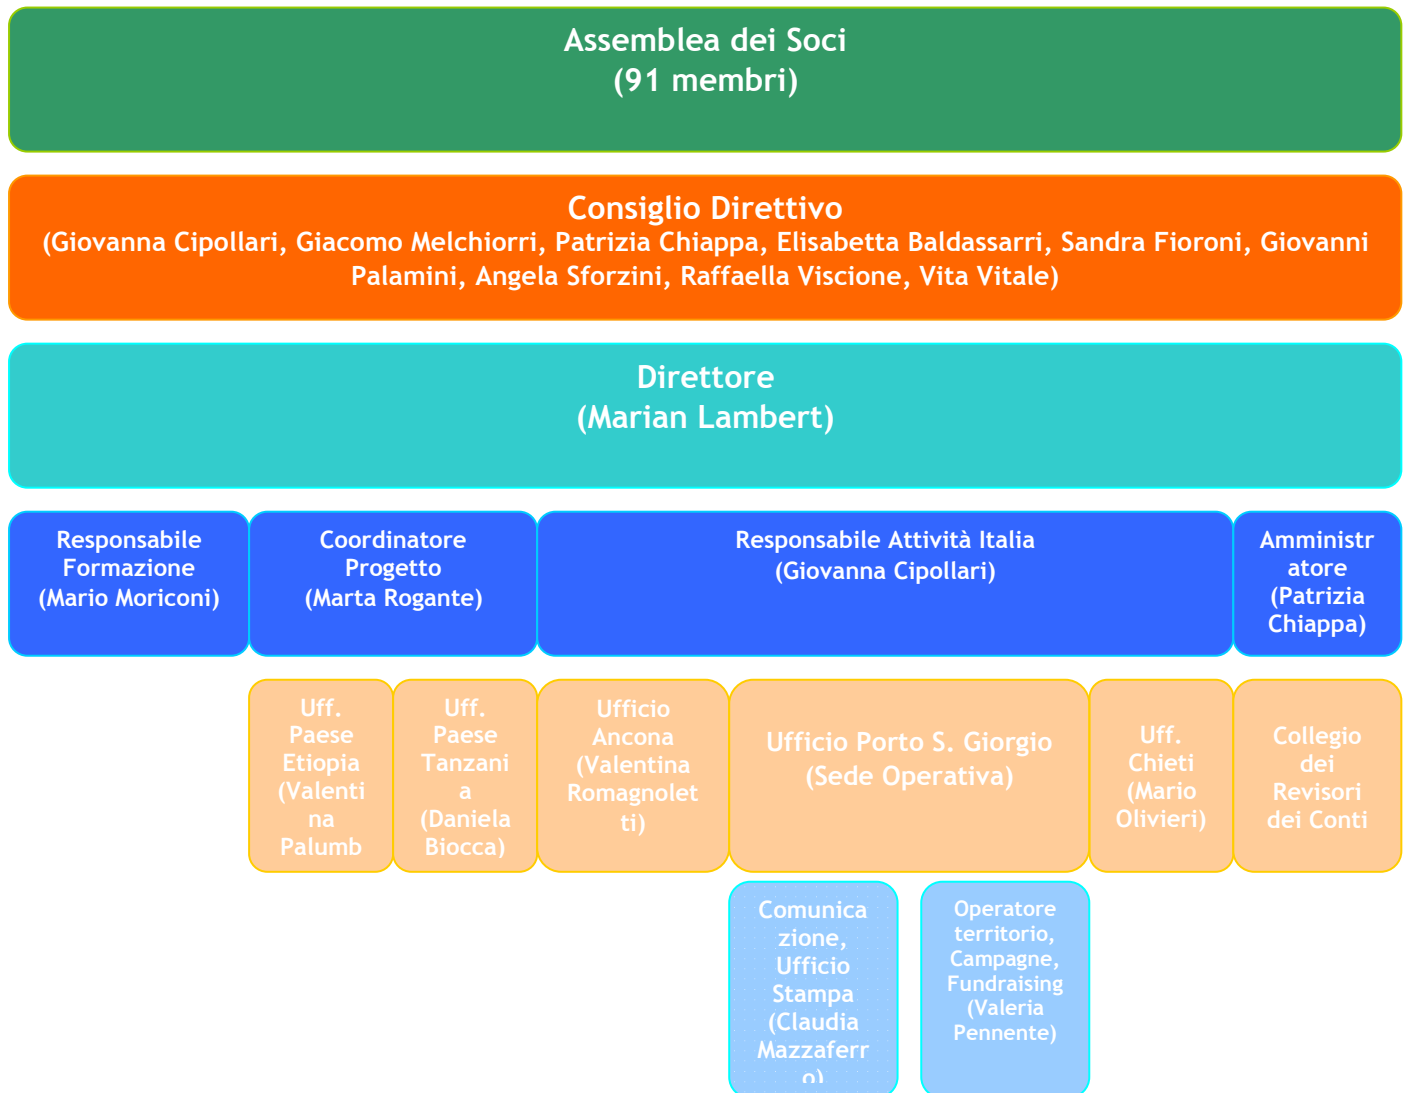 Assemblea dei Soci
(91 membri)
Consiglio Direttivo
(Giovanna Cipollari, Giacomo Melchiorri, Patrizia Chiappa, Elisabetta Baldassarri, Sandra Fioroni, Giovanni
Palamini, Angela Sforzini, Raffaella Viscione, Vita Vitale)
Direttore
(Marian Lambert)
Responsabile
Formazione
(Mario Moriconi)
Coordinatore
Progetto
(Marta Rogante)
Responsabile Attività Italia
(Giovanna Cipollari)
Amministr
atore
(Patrizia
Chiappa)
Uff.
Paese
Etiopia
(Valenti
na
Palumb
Uff.
Paese
Tanzani
a
(Daniela
Biocca)
Ufficio
Ancona
(Valentina
Romagnolet
ti)
Ufficio Porto S. Giorgio
(Sede Operativa)
Uff.
Chieti
(Mario
Olivieri)
Collegio
dei
Revisori
dei Conti
Comunica
zione,
Ufficio
Stampa
(Claudia
Mazzaferr
o)
Operatore
territorio,
Campagne,
Fundraising
(Valeria
Pennente)